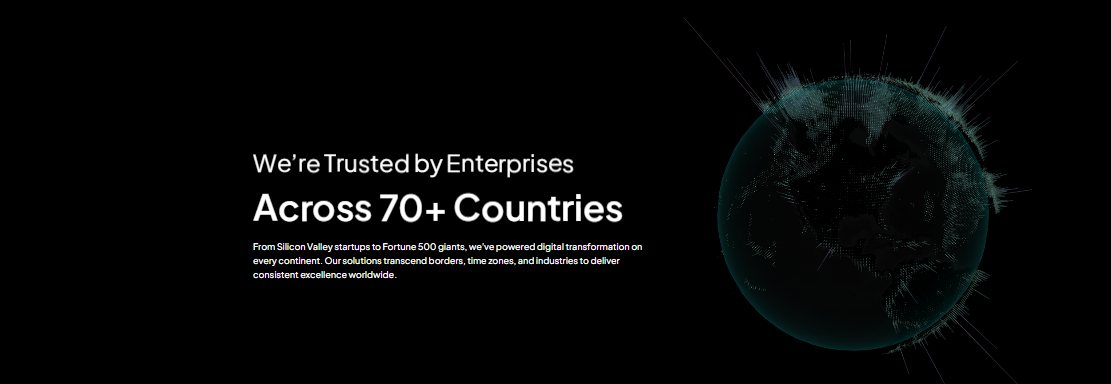 We're Trusted by Enterprises
Across 70+ Countries
From Silicon Valley startups to Fortune 500 giants, we've powered digital transformation on
every continent. Our solutions transcend borders, time zones, and industries to deliver
consistent excellence worldwide.